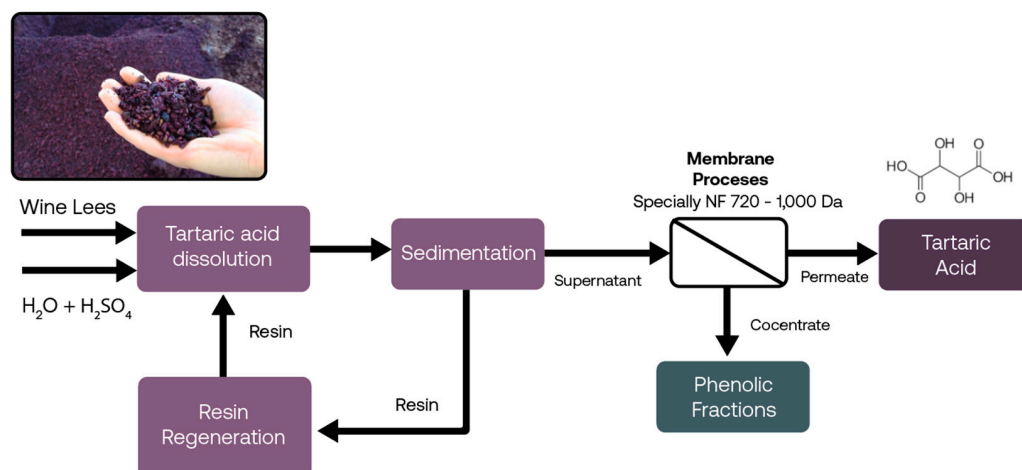 Membrane
Proceses
Specially NF 720 - 1,000 Da
OH
O
HO
OH
O
OH
Wine Lees
Tartaric acid
dissolution
Sedimentation
Tartaric
Acid
Supernatant
Permeate
H₂O + H₂SO₄
Resin
Cocentrate
Resin
Regeneration
Resin
Phenolic
Fractions